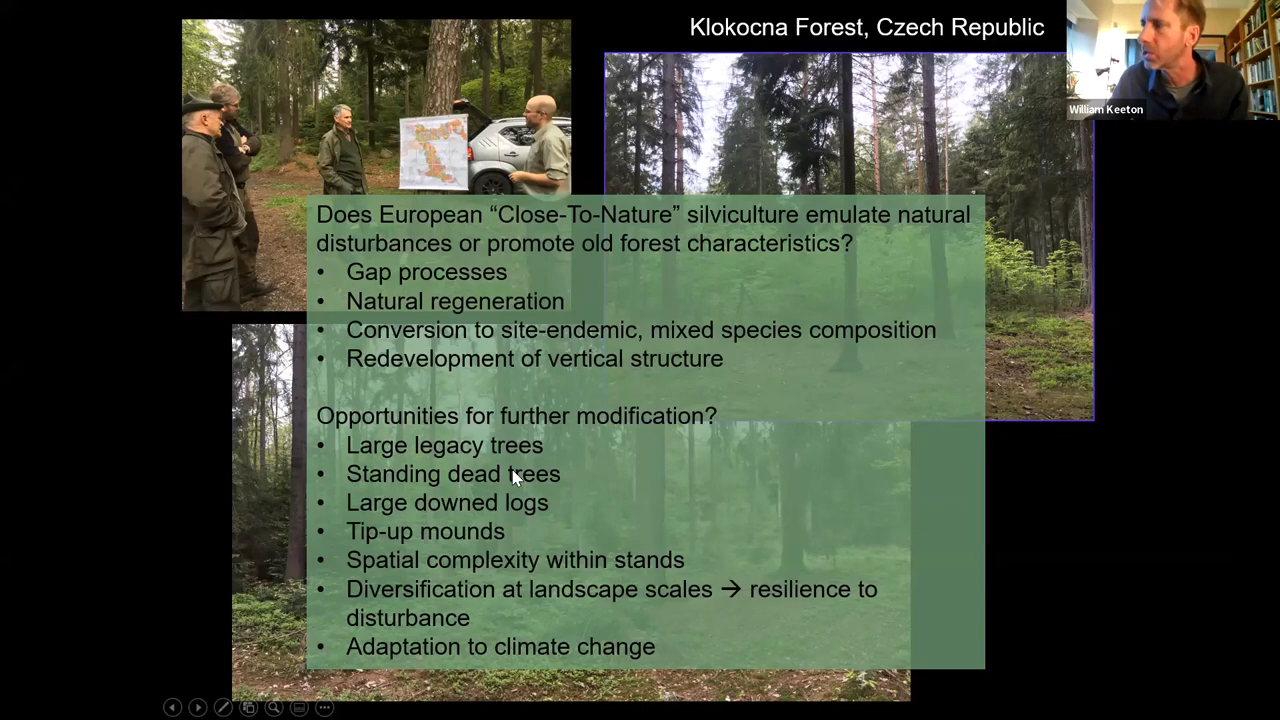 Klokocna Forest, Czech Republic
William Keeton
Does European “Close-To-Nature” silviculture emulate natural
disturbances or promote old forest characteristics?
• Gap processes
• Natural regeneration
• Conversion to site-endemic, mixed species composition
• Redevelopment of vertical structure
Opportunities for further modification?
• Large legacy trees
• Standing dead trees
• Large downed logs
• Tip-up mounds
• Spatial complexity within stands
• Diversification at landscape scales → resilience to
disturbance
• Adaptation to climate change